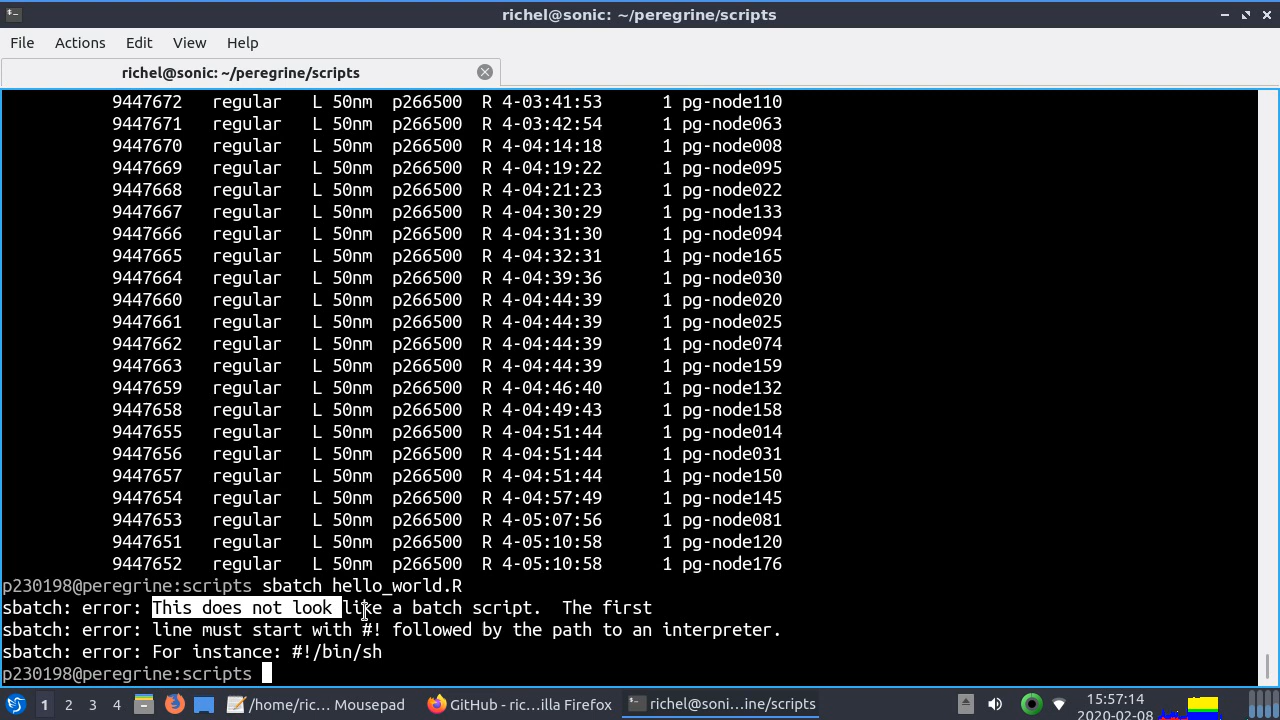 richel@sonic: ~/peregrine/scripts
File Actions Edit View Help
richel@sonic: ~/peregrine/scripts
9447672 regular L 50nm p266500 R 4-03:41:53 1 pg-node110
9447671 regular L 50nm p266500 R 4-03:42:54 1 pg-node063
9447670 regular L 50nm p266500 R 4-04:14:18 1 pg-node008
9447669 regular L 50nm p266500 R 4-04:19:22 1 pg-node095
9447668 regular L 50nm p266500 R 4-04:21:23 1 pg-node022
9447667 regular L 50nm p266500 R 4-04:30:29 1 pg-node133
9447666 regular L 50nm p266500 R 4-04:31:30 1 pg-node094
9447665 regular L 50nm p266500 R 4-04:32:31 1 pg-node165
9447664 regular L 50nm p266500 R 4-04:39:36 1 pg-node030
9447660 regular L 50nm p266500 R 4-04:44:39 1 pg-node020
9447661 regular L 50nm p266500 R 4-04:44:39 1 pg-node025
9447662 regular L 50nm p266500 R 4-04:44:39 1 pg-node074
9447663 regular L 50nm p266500 R 4-04:44:39 1 pg-node159
9447659 regular L 50nm p266500 R 4-04:46:40 1 pg-node132
9447658 regular L 50nm p266500 R 4-04:49:43 1 pg-node158
9447655 regular L 50nm p266500 R 4-04:51:44 1 pg-node014
9447656 regular L 50nm p266500 R 4-04:51:44 1 pg-node031
9447657 regular L 50nm p266500 R 4-04:51:44 1 pg-node150
9447654 regular L 50nm p266500 R 4-04:57:49 1 pg-node145
9447653 regular L 50nm p266500 R 4-05:07:56 1 pg-node081
9447651 regular L 50nm p266500 R 4-05:10:58 1 pg-node120
9447652 regular L 50nm p266500 R 4-05:10:58 1 pg-node176
p230198@peregrine:scripts sbatch hello_world.R
sbatch: error: This does not look like a batch script.  The first
sbatch: error: line must start with #! followed by the path to an interpreter.
sbatch: error: For instance: #!/bin/sh
p230198@peregrine:scripts
1 2 3 4 /home/ric... Mousepad GitHub - ric...illa Firefox richel@soni...ine/scripts 15:57:14
2020-02-08